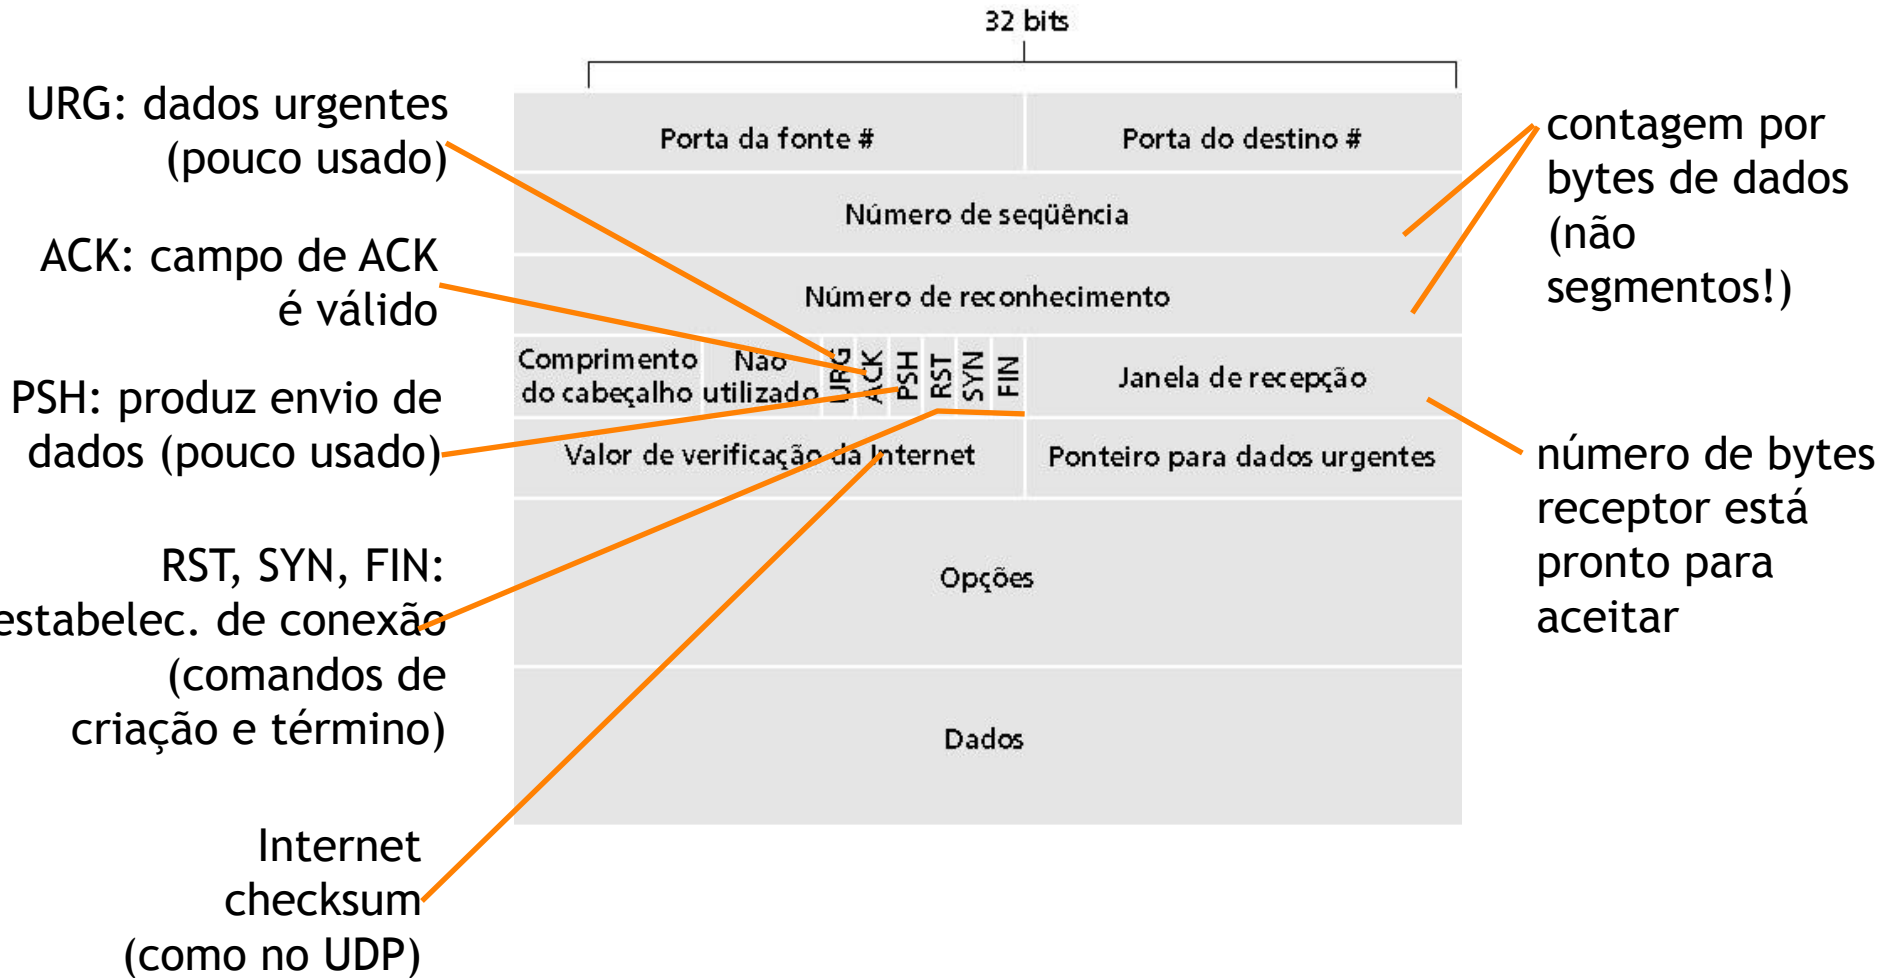 32 bits
URG: dados urgentes
(pouco usado)
ACK: campo de ACK
é válido
PSH: produz envio de
dados (pouco usado)
RST, SYN, FIN:
estabelec. de conexão
(comandos de
criação e término)
Internet
checksum
(como no UDP)
Porta da fonte #
Porta do destino #
Número de seqüência
Número de reconhecimento
Comprimento
do cabeçalho
Não
utilizado
URG
ACK
PSH
RST
SYN
FIN
Janela de recepção
Valor de verificação da Internet
Ponteiro para dados urgentes
Opções
Dados
contagem por
bytes de dados
(não
segmentos!)
número de bytes
receptor está
pronto para
aceitar